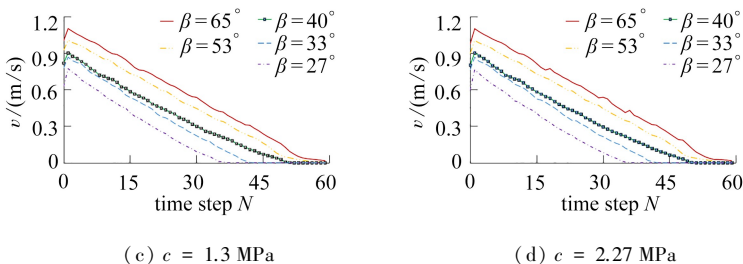 1.2
0.9
0.6
0.3
0
v/(m/s)
β=65°
β=53°
β=40°
β=33°
β=27°
0 15 30 45 60
time step N
(c) c = 1.3 MPa
1.2
0.9
0.6
0.3
0
v/(m/s)
β=65°
β=53°
β=40°
β=33°
β=27°
0 15 30 45 60
time step N
(d) c = 2.27 MPa